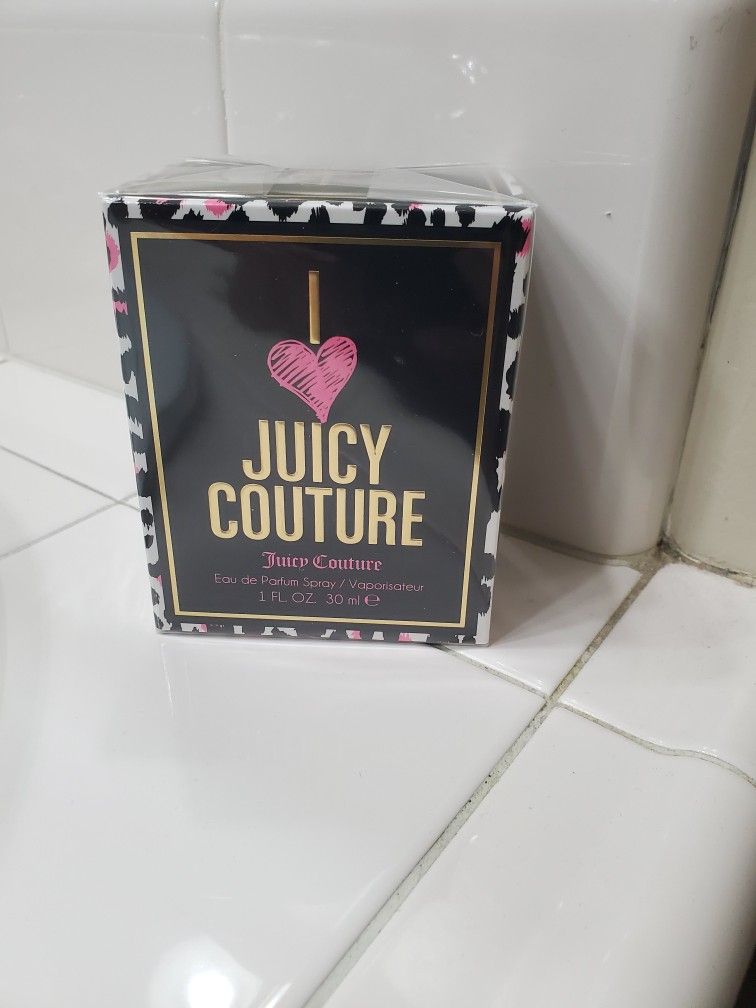 I
JUICY
COUTURE
Juicy Couture
Eau de Parfum Spray / Vaporisateur
1 FL. OZ. 30 ml ℮